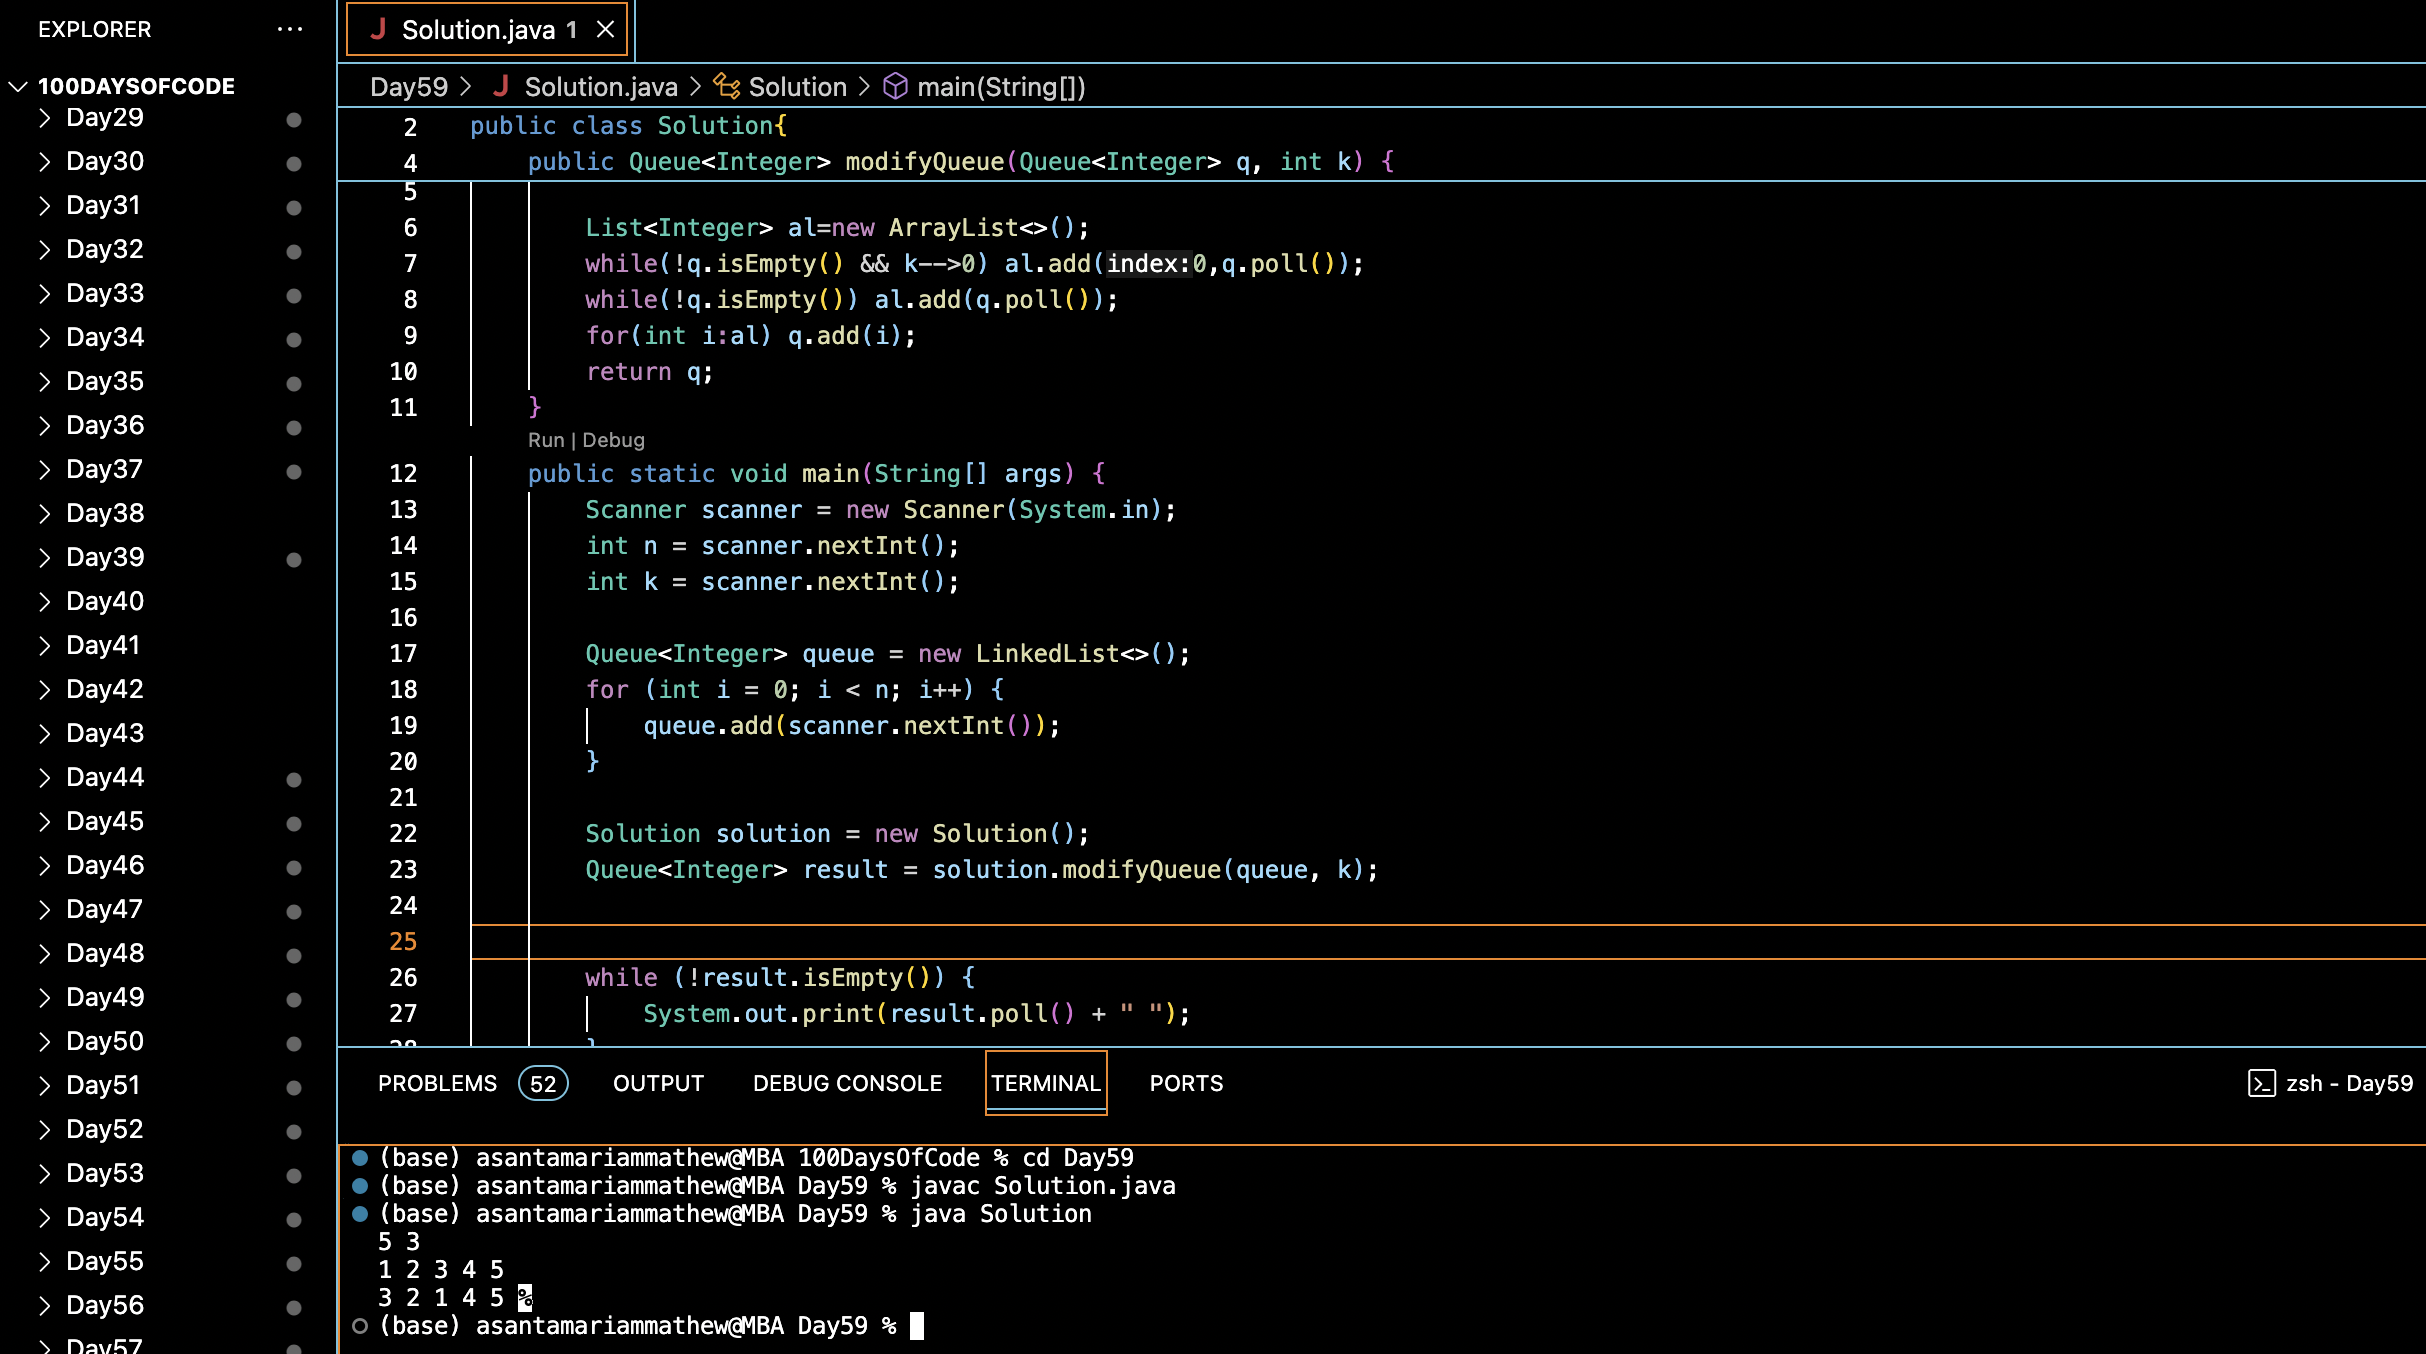 EXPLORER ...
100DAYSOFCODE
Day29
Day30
Day31
Day32
Day33
Day34
Day35
Day36
Day37
Day38
Day39
Day40
Day41
Day42
Day43
Day44
Day45
Day46
Day47
Day48
Day49
Day50
Day51
Day52
Day53
Day54
Day55
Day56
Day57
J Solution.java 1
Day59 > J Solution.java > Solution > main(String[])
2 public class Solution{
4 public Queue<Integer> modifyQueue(Queue<Integer> q, int k) {
5
6 List<Integer> al=new ArrayList<>();
7 while(!q.isEmpty() && k-->0) al.add(index:0,q.poll());
8 while(!q.isEmpty()) al.add(q.poll());
9 for(int i:al) q.add(i);
10 return q;
11 }
Run | Debug
12 public static void main(String[] args) {
13 Scanner scanner = new Scanner(System.in);
14 int n = scanner.nextInt();
15 int k = scanner.nextInt();
16
17 Queue<Integer> queue = new LinkedList<>();
18 for (int i = 0; i < n; i++) {
19 queue.add(scanner.nextInt());
20 }
21
22 Solution solution = new Solution();
23 Queue<Integer> result = solution.modifyQueue(queue, k);
24
25
26 while (!result.isEmpty()) {
27 System.out.print(result.poll() + " ");
28 }
PROBLEMS 52 OUTPUT DEBUG CONSOLE TERMINAL PORTS zsh - Day59
(base) asantamariammathew@MBA 100DaysOfCode % cd Day59
(base) asantamariammathew@MBA Day59 % javac Solution.java
(base) asantamariammathew@MBA Day59 % java Solution
5 3
1 2 3 4 5
3 2 1 4 5 %
(base) asantamariammathew@MBA Day59 %